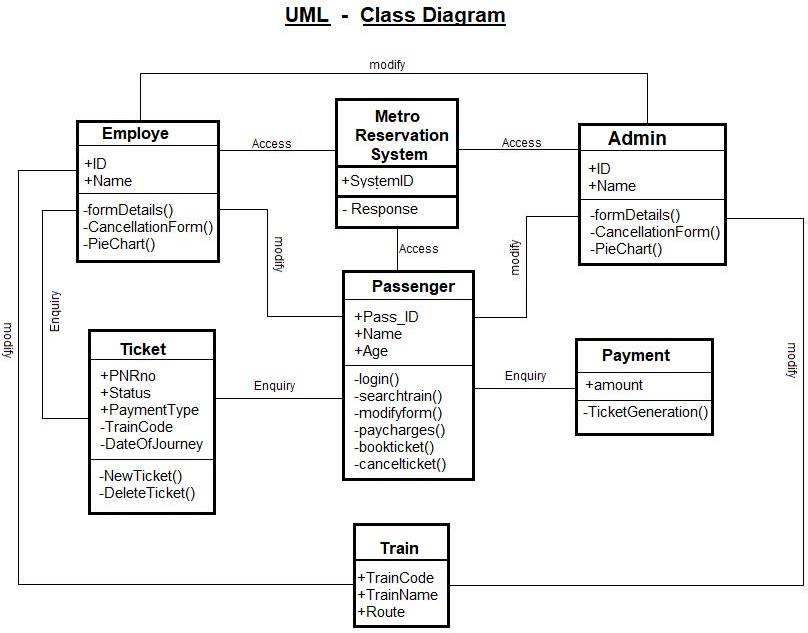 UML - Class Diagram
modify
Employe
+ID
+Name
-formDetails()
-CancellationForm()
-PieChart()
Access
Metro
Reservation
System
+SystemID
- Response
Access
Admin
+ID
+Name
-formDetails()
-CancellationForm()
-PieChart()
Access
modify
modify
Enquiry
modify
modify
Passenger
+Pass_ID
+Name
+Age
-login()
-searchtrain()
-modifyform()
-paycharges()
-bookticket()
-cancelticket()
Ticket
+PNRno
+Status
+PaymentType
-TrainCode
-DateOfJourney
-NewTicket()
-DeleteTicket()
Enquiry
Enquiry
Payment
+amount
-TicketGeneration()
Train
+TrainCode
+TrainName
+Route